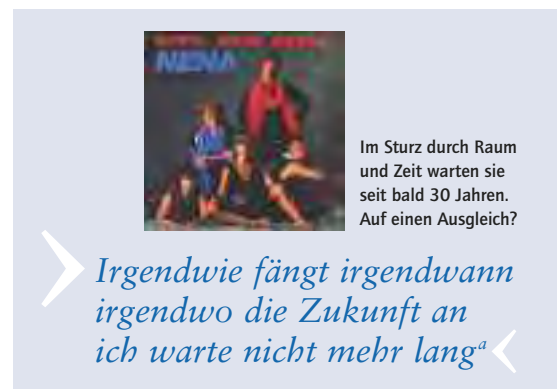 NENA
Im Sturz durch Raum
und Zeit warten sie
seit bald 30 Jahren.
Auf einen Ausgleich?
Irgendwie fängt irgendwann
irgendwo die Zukunft an
ich warte nicht mehr lang^a